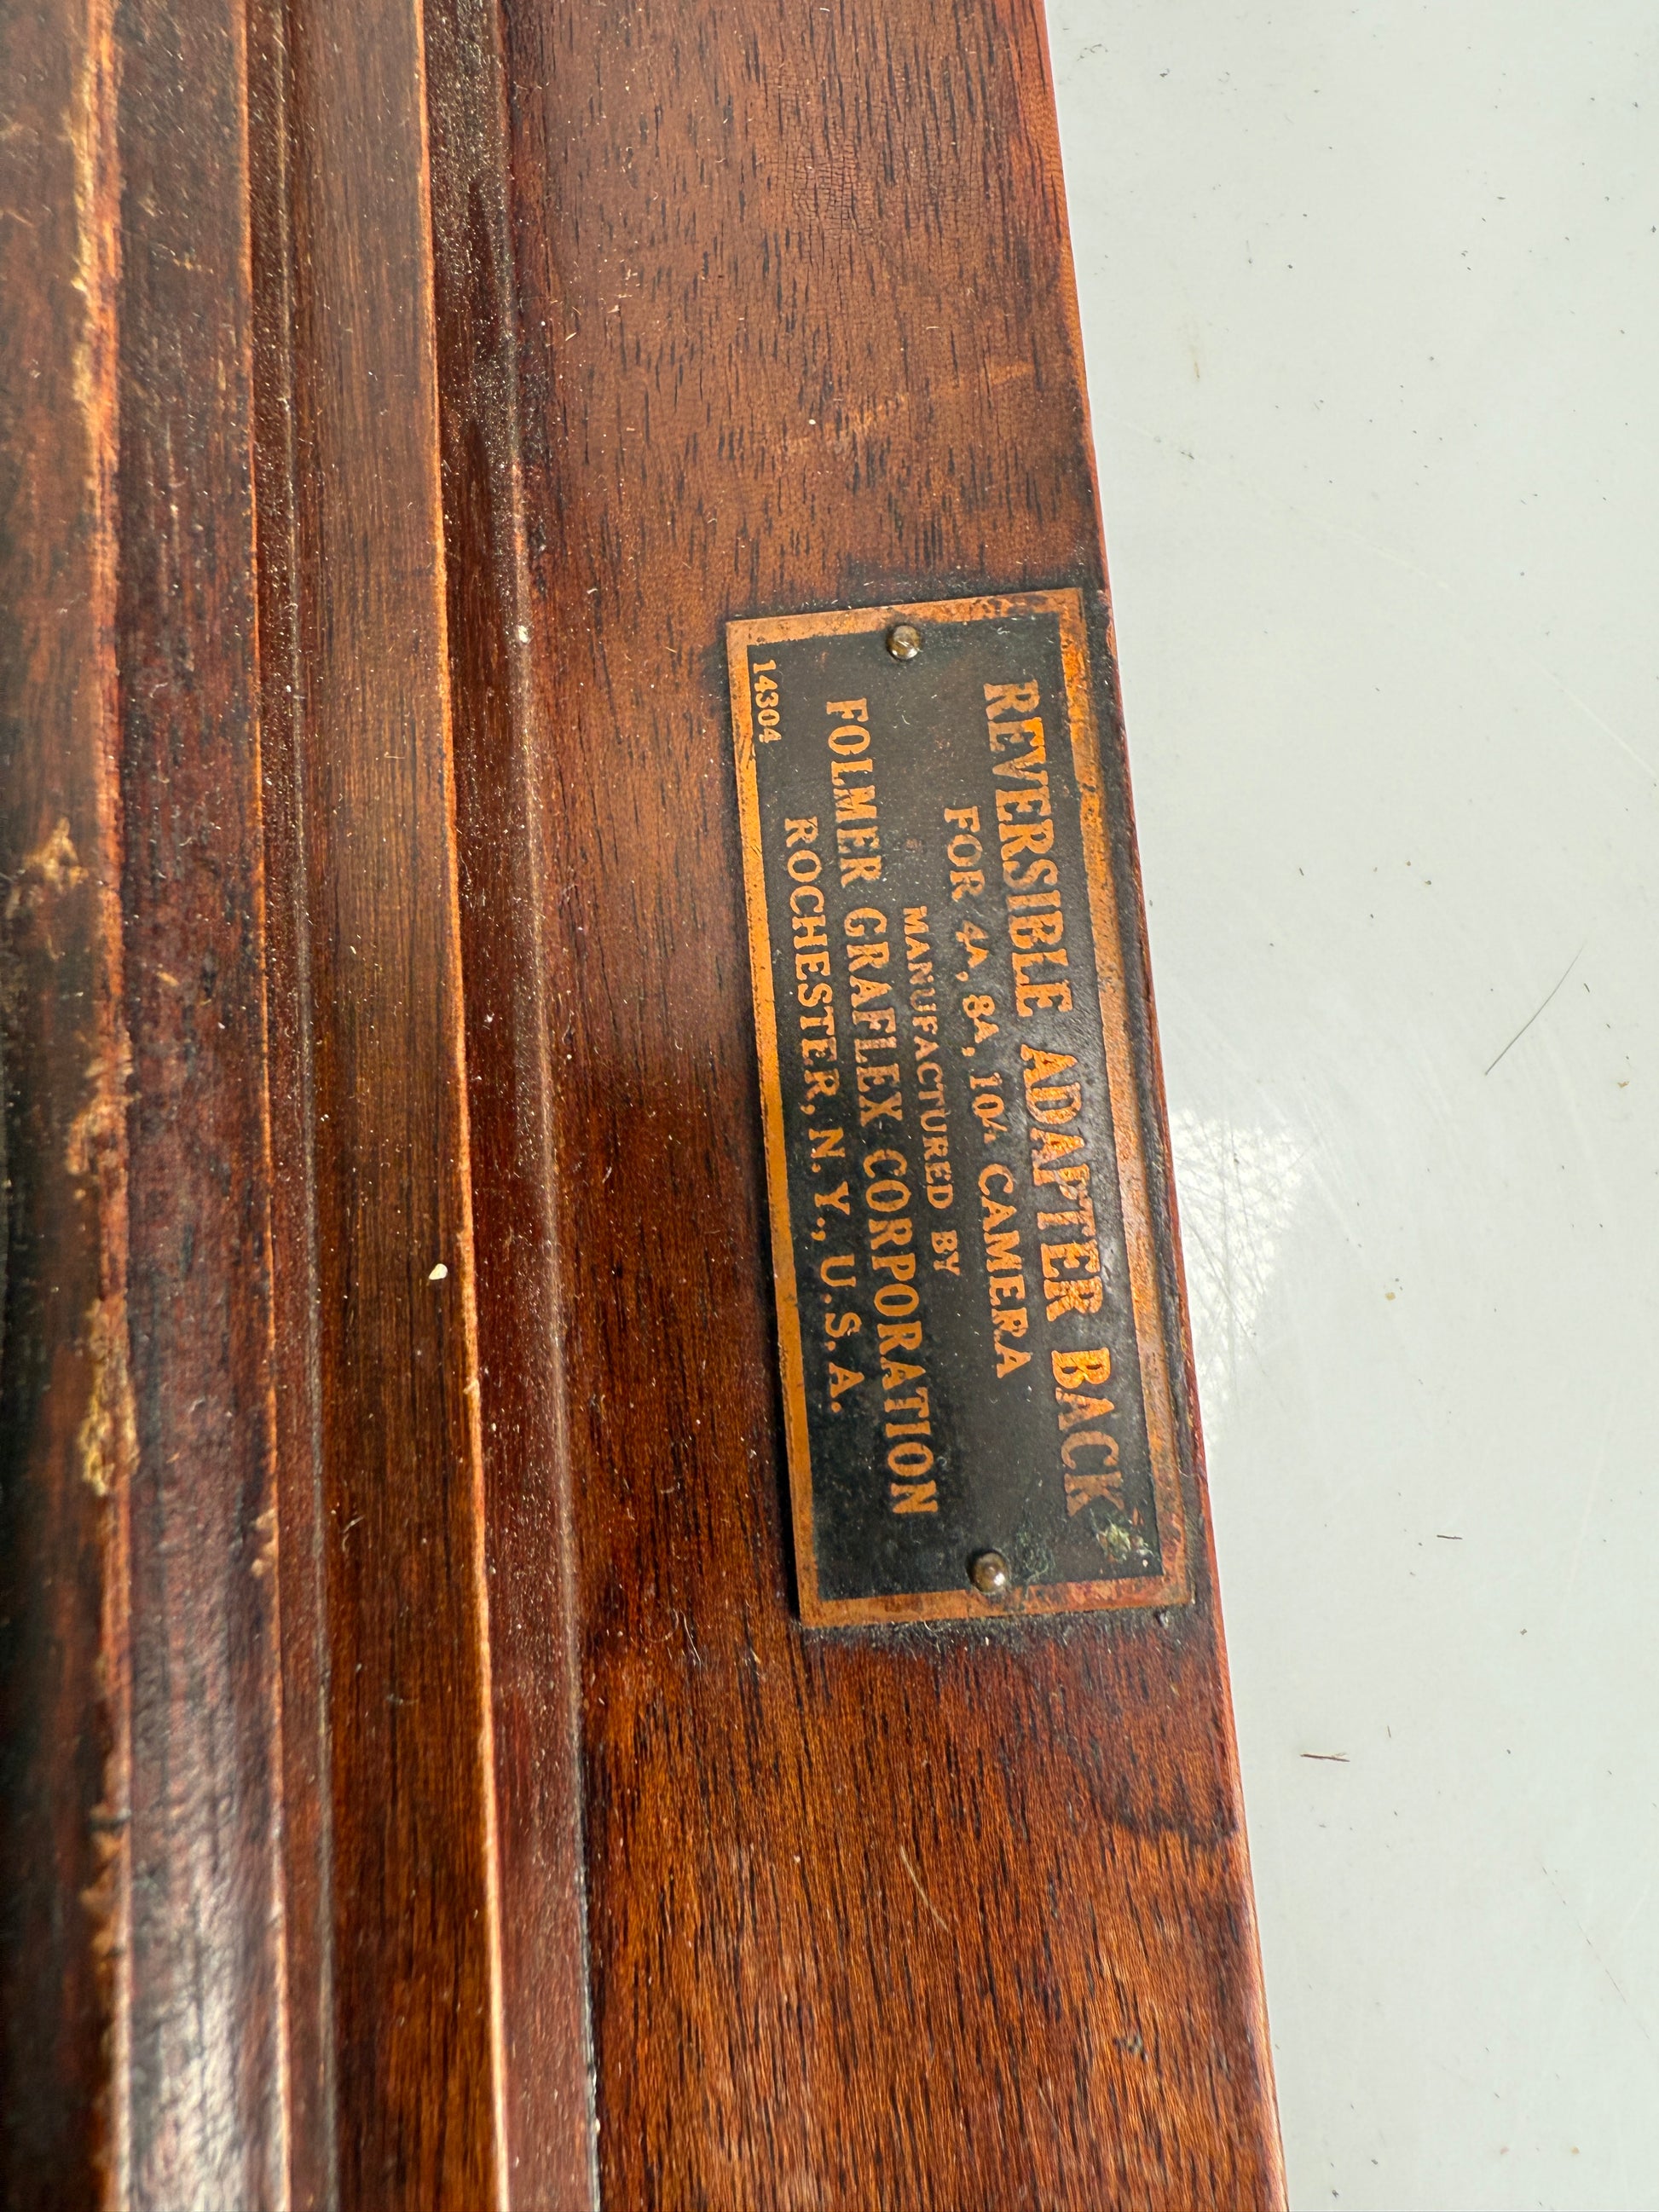 REVERSIBLE ADAPTER BACK
FOR 4A, 8A, 10A CAMERA
MANUFACTURED BY
FOLMER GRAFLEX CORPORATION
ROCHESTER, N. Y., U.S.A.
14304